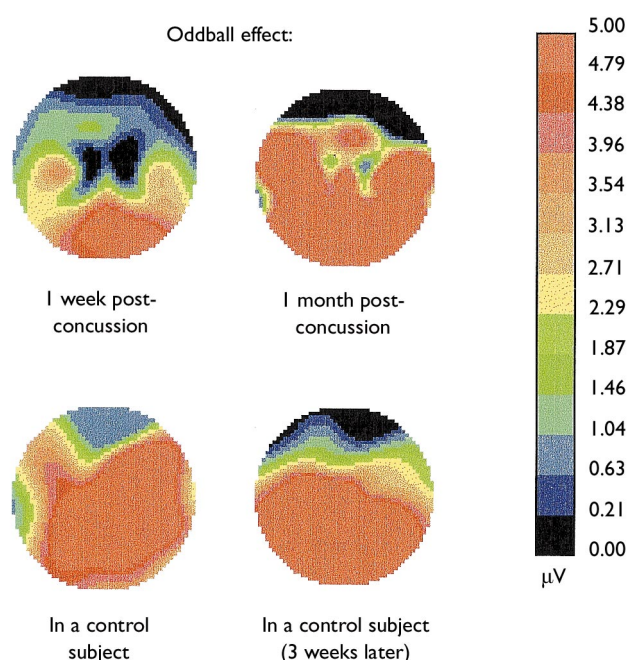 Oddball effect:
1 week post-
concussion
1 month post-
concussion
In a control
subject
In a control subject
(3 weeks later)
5.00
4.79
4.38
3.96
3.54
3.13
2.71
2.29
1.87
1.46
1.04
0.63
0.21
0.00
μV